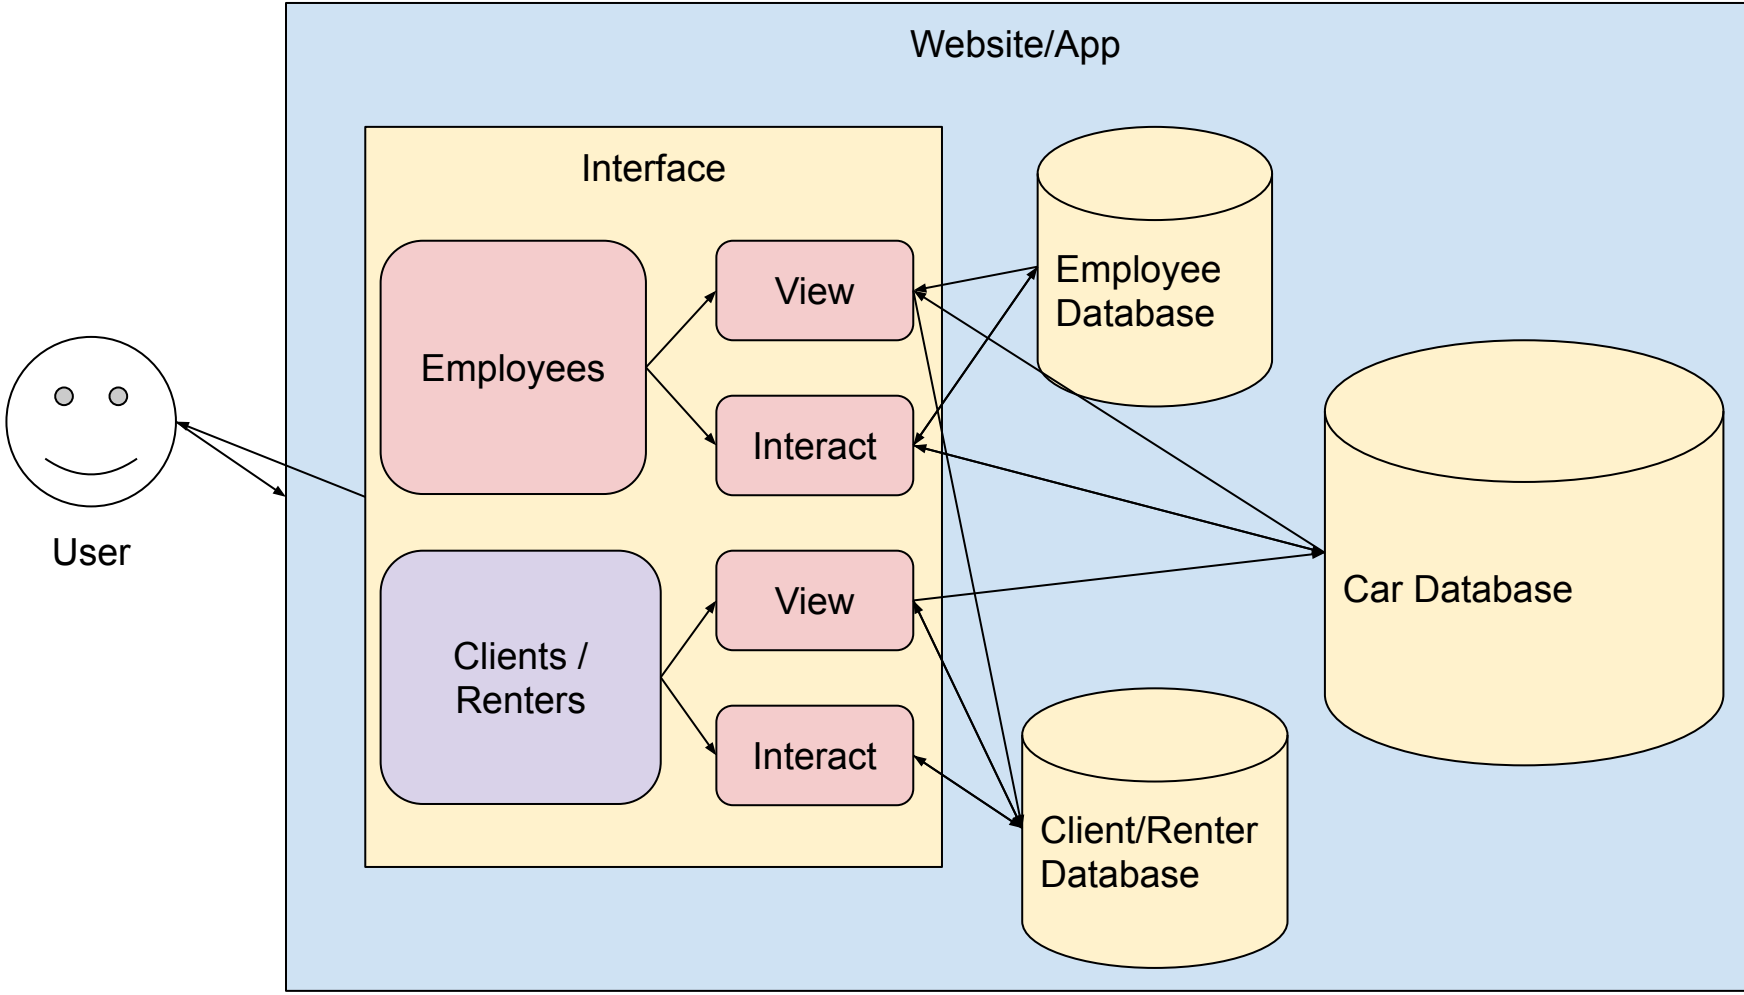 Website/App
Interface
Employees
View
Interact
Clients /
Renters
View
Interact
User
Employee
Database
Car Database
Client/Renter
Database